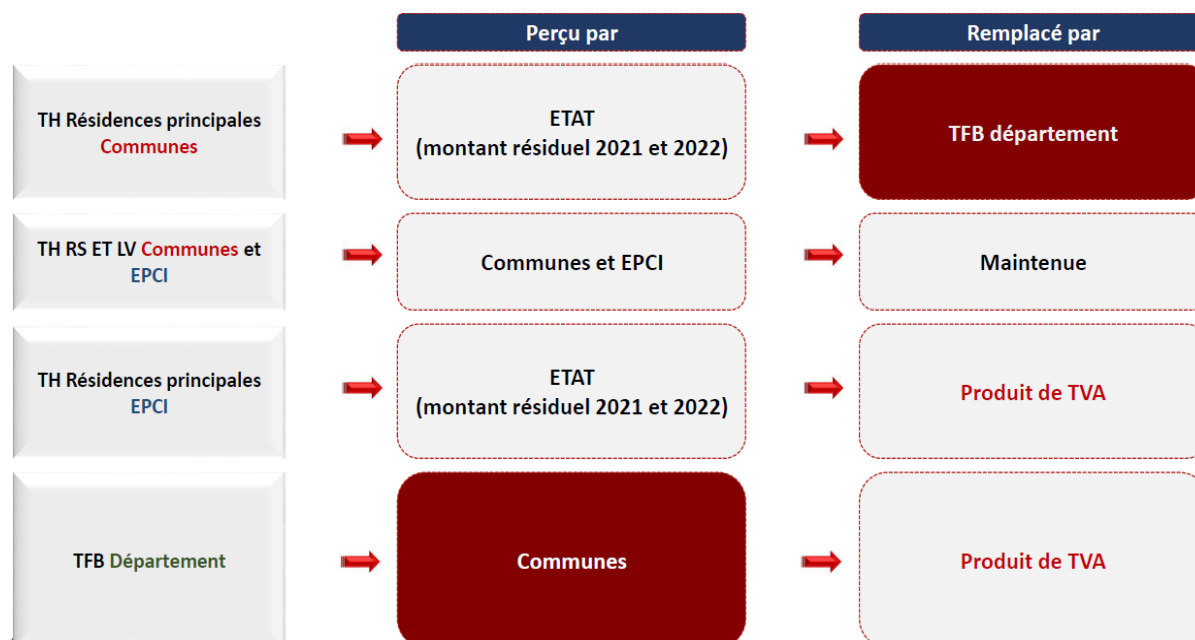 Perçu par
Remplacé par
TH Résidences principales
Communes
ETAT
(montant résiduel 2021 et 2022)
TFB département
TH RS ET LV Communes et
EPCI
Communes et EPCI
Maintenue
TH Résidences principales
EPCI
ETAT
(montant résiduel 2021 et 2022)
Produit de TVA
TFB Département
Communes
Produit de TVA